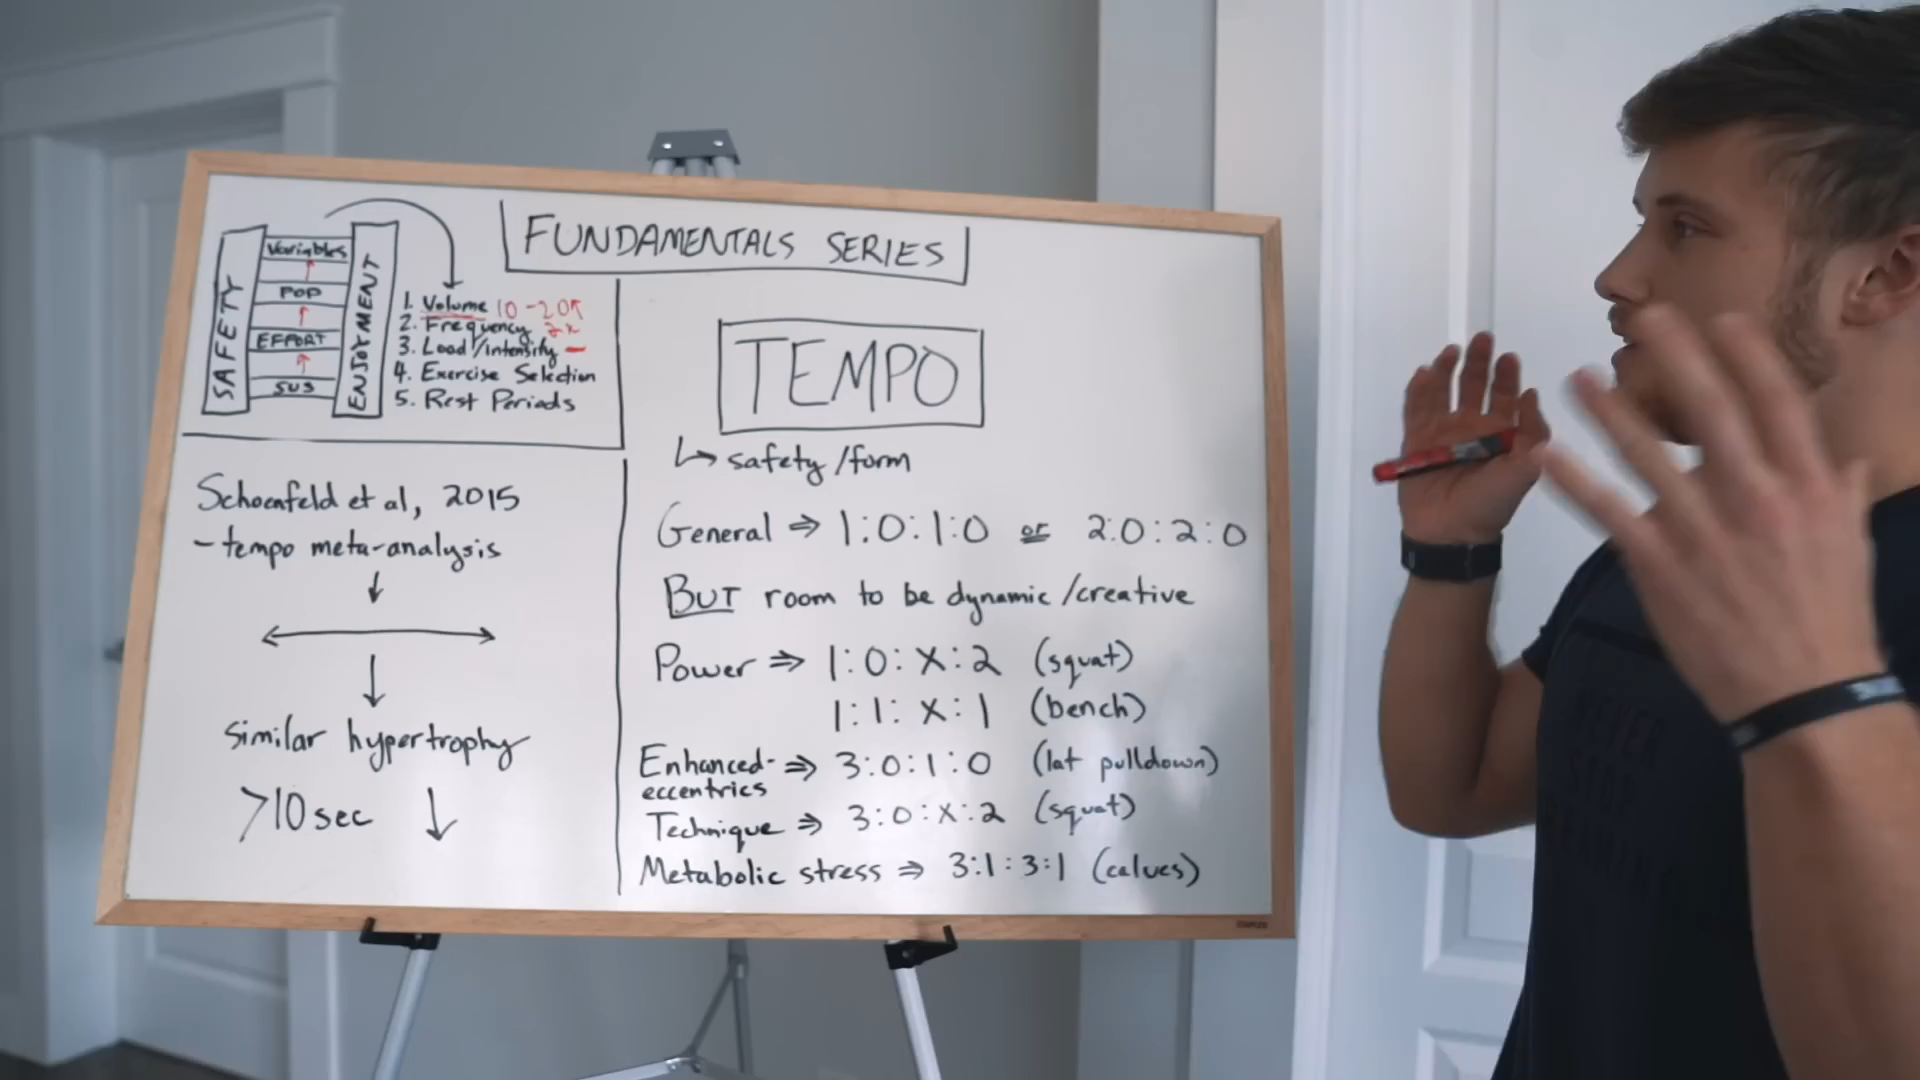 FUNDAMENTALS SERIES
SAFETY
Variables
POP
EFFORT
SUS
ENJOYMENT
1. Volume 10-20
2. Frequency 2x
3. Load/intensity -
4. Exercise Selection
5. Rest Periods
Schoenfeld et al, 2015
- tempo meta-analysis
similar hypertrophy
>10 sec ↓
TEMPO
↳ safety/form
General ⇒ 1:0:1:0 or 2:0:2:0
BUT room to be dynamic/creative
Power ⇒ 1:0:X:2 (squat)
1:1:X:1 (bench)
Enhanced- ⇒ 3:0:1:0 (lat pulldown)
eccentrics
Technique ⇒ 3:0:X:2 (squat)
Metabolic stress ⇒ 3:1:3:1 (calves)
STAPLES